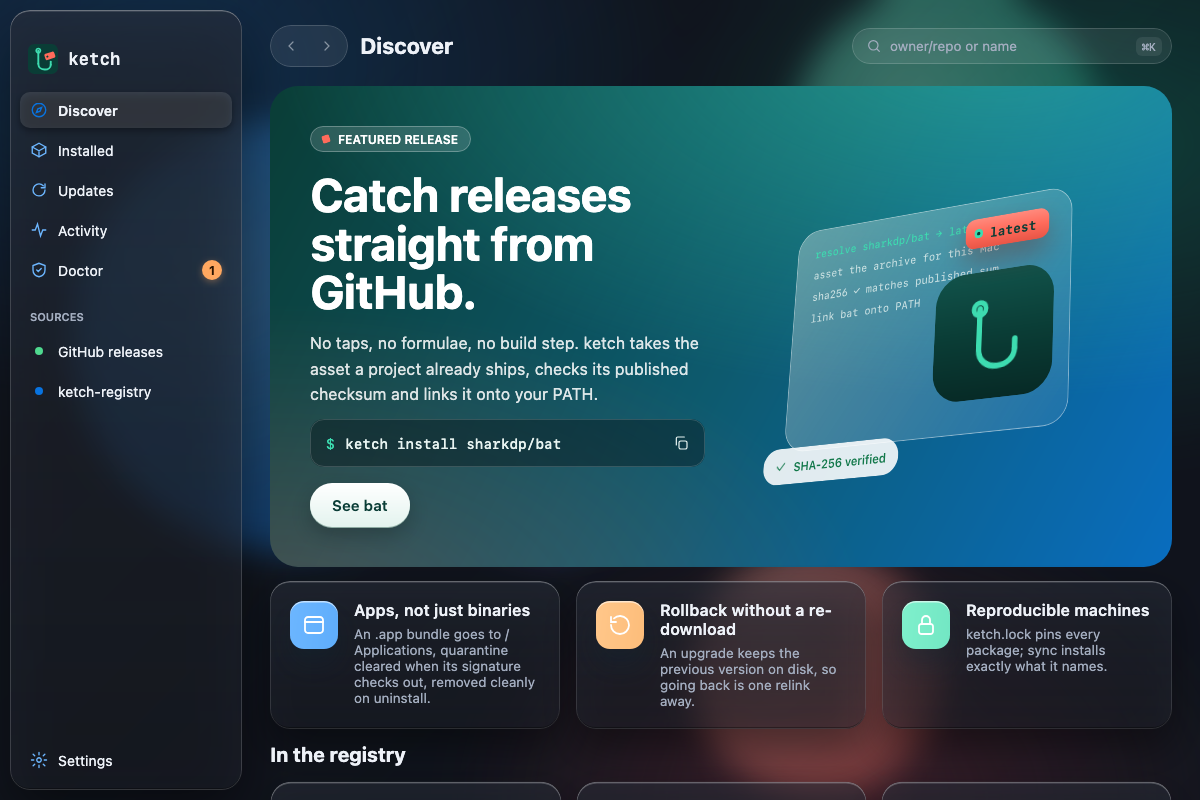 ketch
Discover
Installed
Updates
Activity
Doctor
1
SOURCES
GitHub releases
ketch-registry
Settings
Discover
owner/repo or name
⌘K
FEATURED RELEASE
Catch releases
straight from
GitHub.
No taps, no formulae, no build step. ketch takes the
asset a project already ships, checks its published
checksum and links it onto your PATH.
$ ketch install sharkdp/bat
See bat
resolve sharkdp/bat →
latest
asset the archive for this Mac
sha256 ✓ matches published sum
link bat onto PATH
✓ SHA-256 verified
Apps, not just binaries
An .app bundle goes to /
Applications, quarantine
cleared when its signature
checks out, removed cleanly
on uninstall.
Rollback without a re-
download
An upgrade keeps the
previous version on disk, so
going back is one relink
away.
Reproducible machines
ketch.lock pins every
package; sync installs
exactly what it names.
In the registry